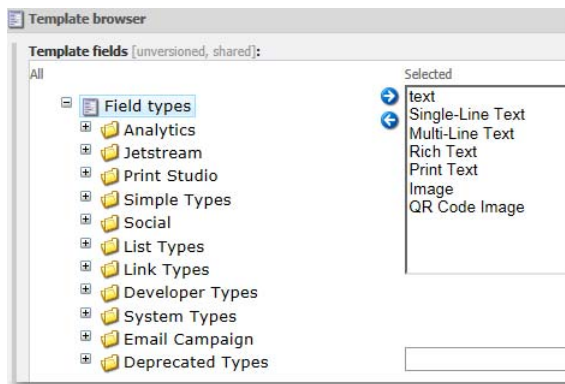 Template browser
Template fields [unversioned, shared]:
All
Field types
Analytics
Jetstream
Print Studio
Simple Types
Social
List Types
Link Types
Developer Types
System Types
Email Campaign
Deprecated Types
Selected
text
Single-Line Text
Multi-Line Text
Rich Text
Print Text
Image
QR Code Image